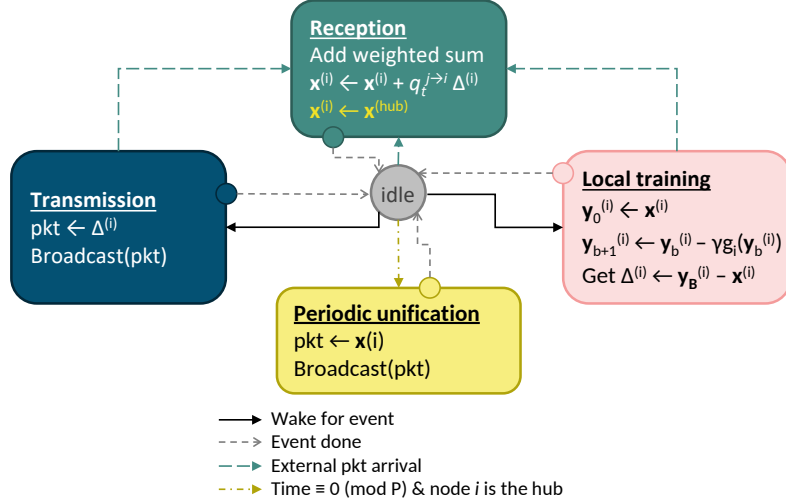 Reception
Add weighted sum
x⁽ⁱ⁾ ← x⁽ⁱ⁾ + qₜʲ→ⁱ Δ⁽ⁱ⁾
x⁽ⁱ⁾ ← x⁽ʰᵘᵇ⁾
Transmission
pkt ← Δ⁽ⁱ⁾
Broadcast(pkt)
idle
Local training
y₀⁽ⁱ⁾ ← x⁽ⁱ⁾
y_{b+1}⁽ⁱ⁾ ← y_b⁽ⁱ⁾ – γgᵢ(y_b⁽ⁱ⁾)
Get Δ⁽ⁱ⁾ ← y_B⁽ⁱ⁾ – x⁽ⁱ⁾
Periodic unification
pkt ← x(i)
Broadcast(pkt)
Wake for event
Event done
External pkt arrival
Time ≡ 0 (mod P) & node i is the hub